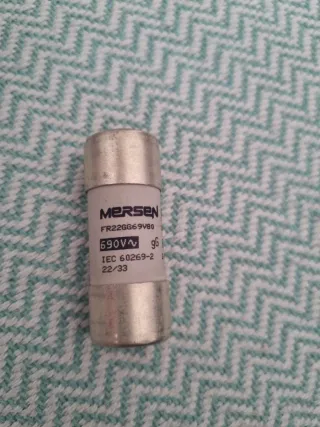 MERSEN
FR22GG69V80
690V~ gG
IEC 60269-2
22/33